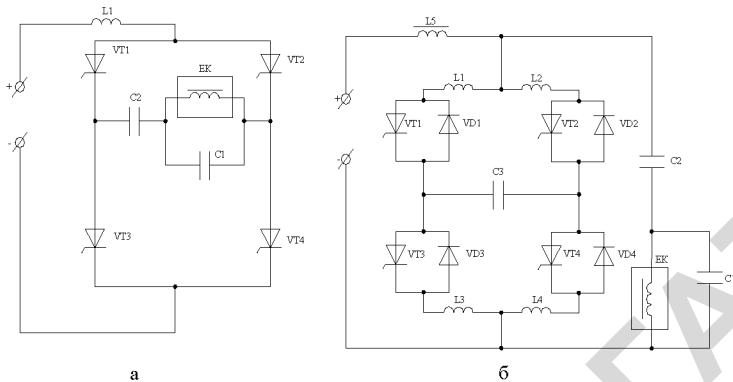 L1
VT1
VT2
EK
C2
C1
+
-
VT3
VT4
а
L5
L1
L2
+
VT1
VD1
VT2
VD2
-
C3
C2
VT3
VD3
VT4
VD4
EK
L3
L4
б